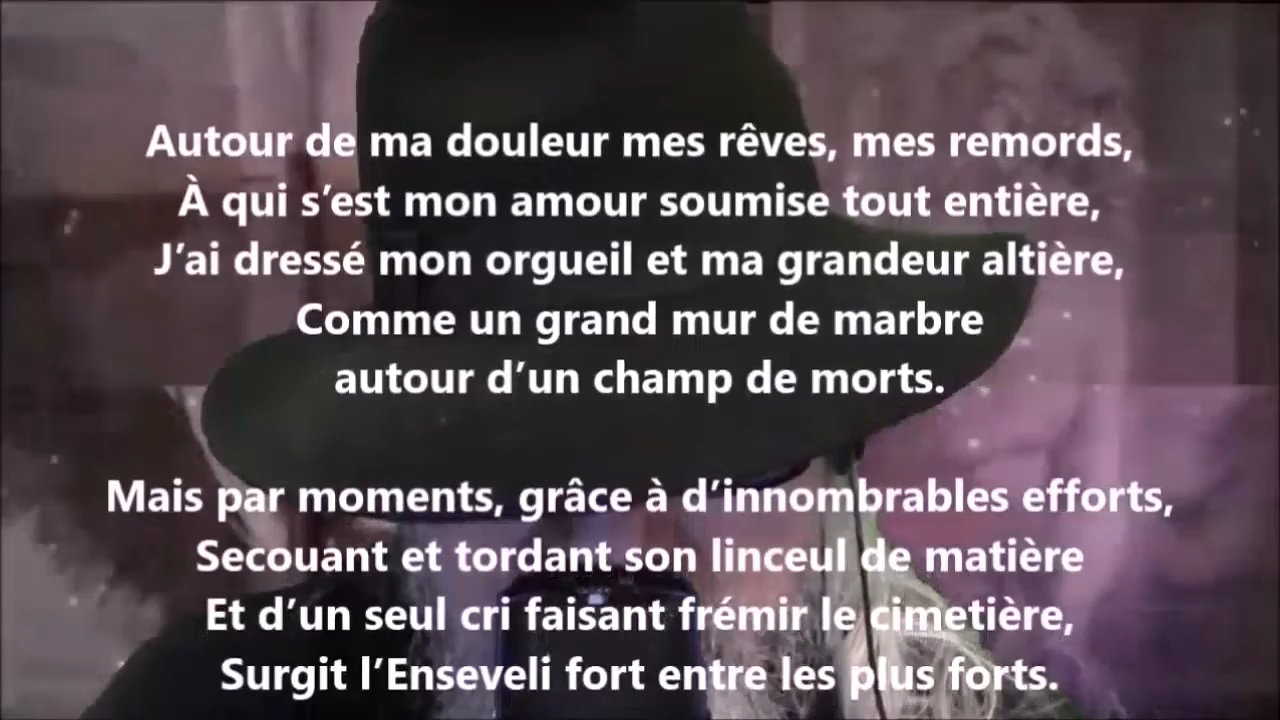 Autour de ma douleur mes rêves, mes remords,
À qui s’est mon amour soumise tout entière,
J’ai dressé mon orgueil et ma grandeur altière,
Comme un grand mur de marbre
autour d’un champ de morts.
Mais par moments, grâce à d’innombrables efforts,
Secouant et tordant son linceul de matière
Et d’un seul cri faisant frémir le cimetière,
Surgit l’Enseveli fort entre les plus forts.